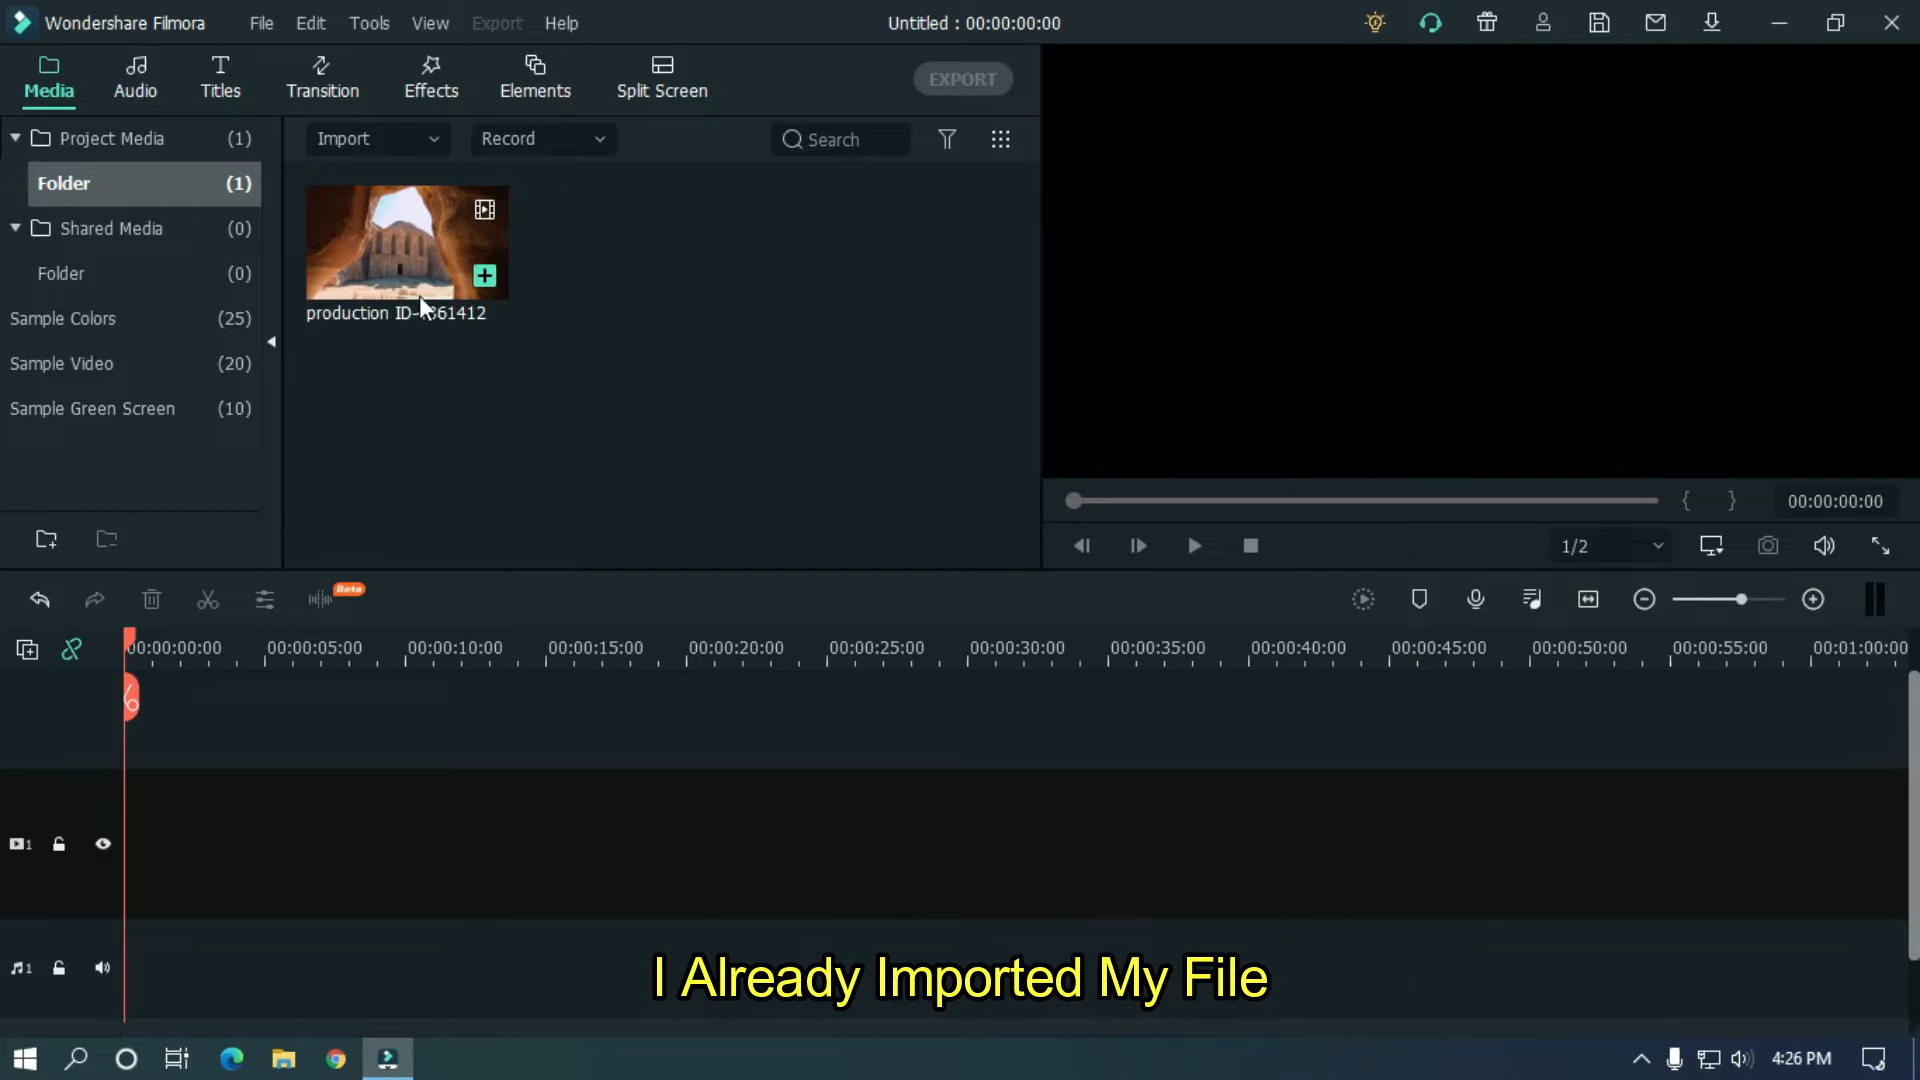 Wondershare Filmora File Edit Tools View Export Help Untitled : 00:00:00:00
Media Audio Titles Transition Effects Elements Split Screen EXPORT
Project Media (1)
Folder (1)
Shared Media (0)
Folder (0)
Sample Colors (25)
Sample Video (20)
Sample Green Screen (10)
Import Record Search
production ID- 361412
{ } 00:00:00:00
1/2
Beta
00:00:00:00 00:00:05:00 00:00:10:00 00:00:15:00 00:00:20:00 00:00:25:00 00:00:30:00 00:00:35:00 00:00:40:00 00:00:45:00 00:00:50:00 00:00:55:00 00:01:00:00
1
1
I Already Imported My File
4:26 PM